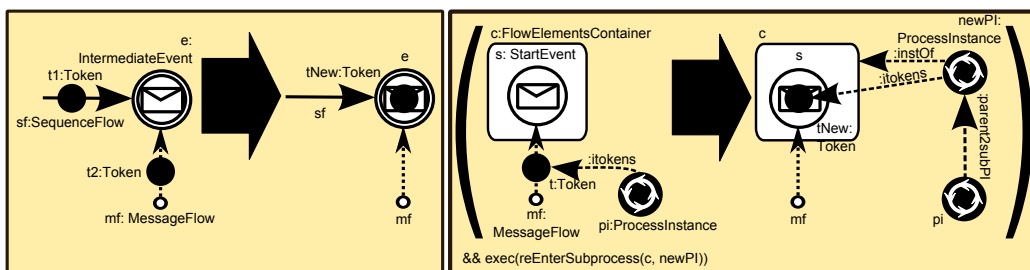 e:
IntermediateEvent
t1:Token
sf:SequenceFlow
t2:Token
mf: MessageFlow
e
tNew:Token
sf
mf
c:FlowElementsContainer
s: StartEvent
:itokens
t:Token
mf:
MessageFlow
pi:ProcessInstance
c
s
tNew:
Token
mf
newPI:
ProcessInstance
:instOf
:itokens
:parent2subPI
pi
&& exec(reEnterSubprocess(c, newPI))